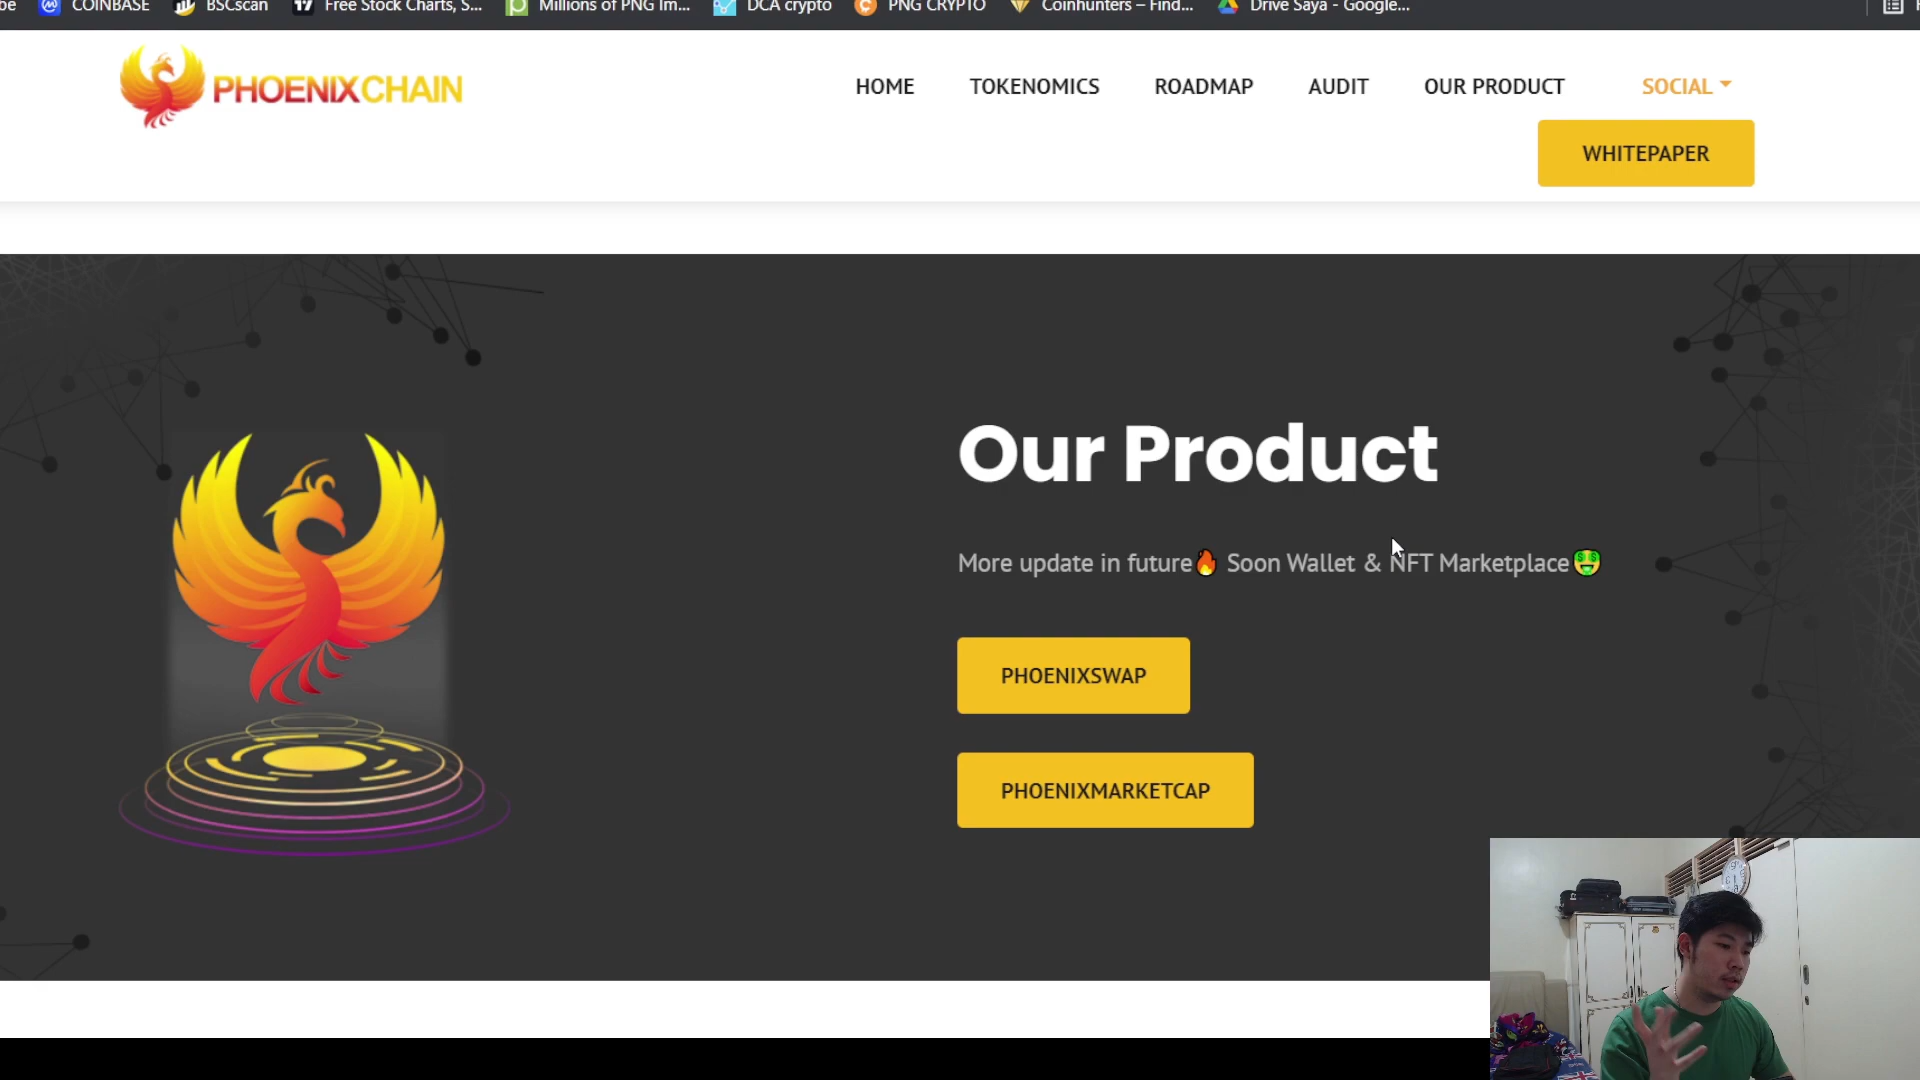 COINBASE BSCscan Free Stock Charts, S... Millions of PNG Im... DCA crypto PNG CRYPTO Coinhunters – Find... Drive Saya - Google...
PHOENIXCHAIN HOME TOKENOMICS ROADMAP AUDIT OUR PRODUCT SOCIAL
WHITEPAPER
Our Product
More update in future🔥 Soon Wallet & NFT Marketplace🤑
PHOENIXSWAP
PHOENIXMARKETCAP